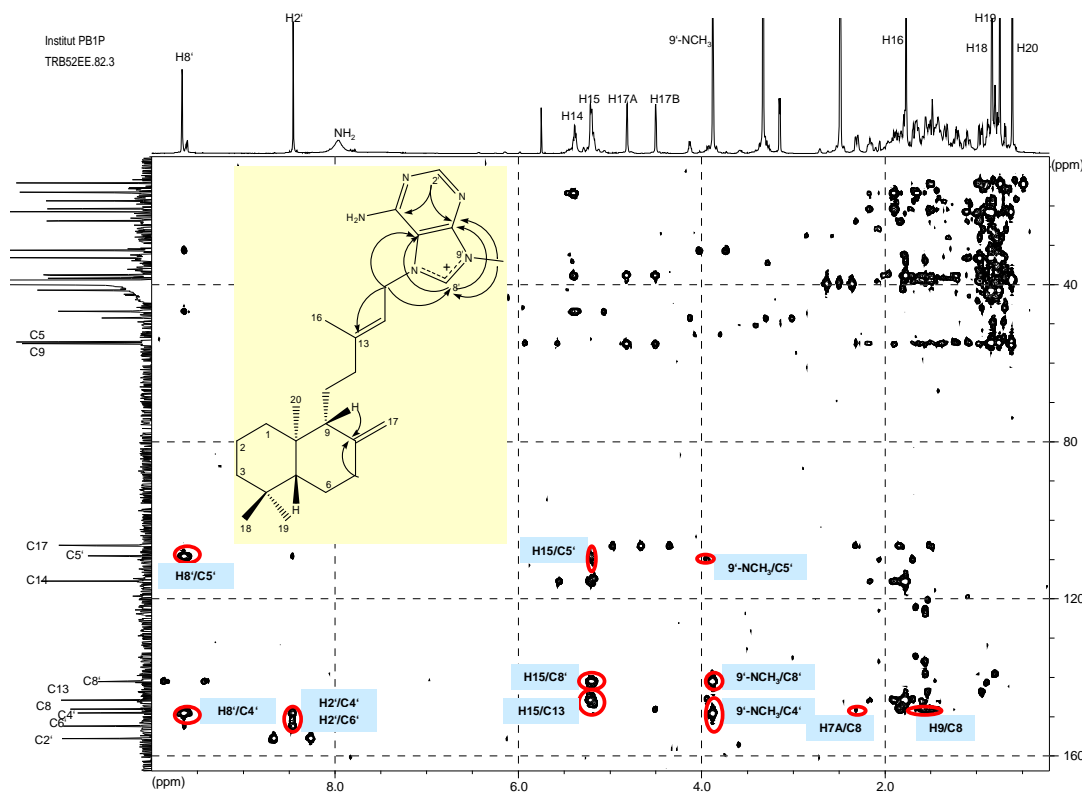 Institut PB1P
TRB52EE.82.3
H8'
H2'
NH2
H14
H15
H17A
H17B
9'-NCH3
H16
H19
H18
H20
(ppm)
40
80
120
160
C5
C9
C17
C5'
C14
C8'
C13
C8
C4'
C6'
C2'
N
2'
N
H2N
N
+
9'
N
8'
16
13
20
H
17
1
9
2
3
6
H
18
19
H8'/C5'
H15/C5'
9'-NCH3/C5'
H15/C8'
9'-NCH3/C8'
H8'/C4'
H2'/C4'
H2'/C6'
H15/C13
9'-NCH3/C4'
H7A/C8
H9/C8
(ppm)
8.0
6.0
4.0
2.0